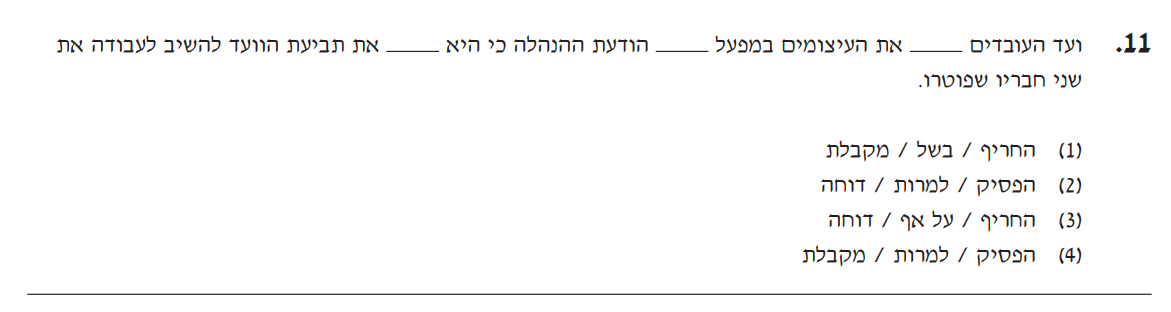 11. ועד העובדים _____ את העיצומים במפעל _____ הודעת ההנהלה כי היא _____ את תביעת הוועד להשיב לעבודה את
שני חבריו שפוטרו.
(1) החריף / בשל / מקבלת
(2) הפסיק / למרות / דוחה
(3) החריף / על אף / דוחה
(4) הפסיק / למרות / מקבלת